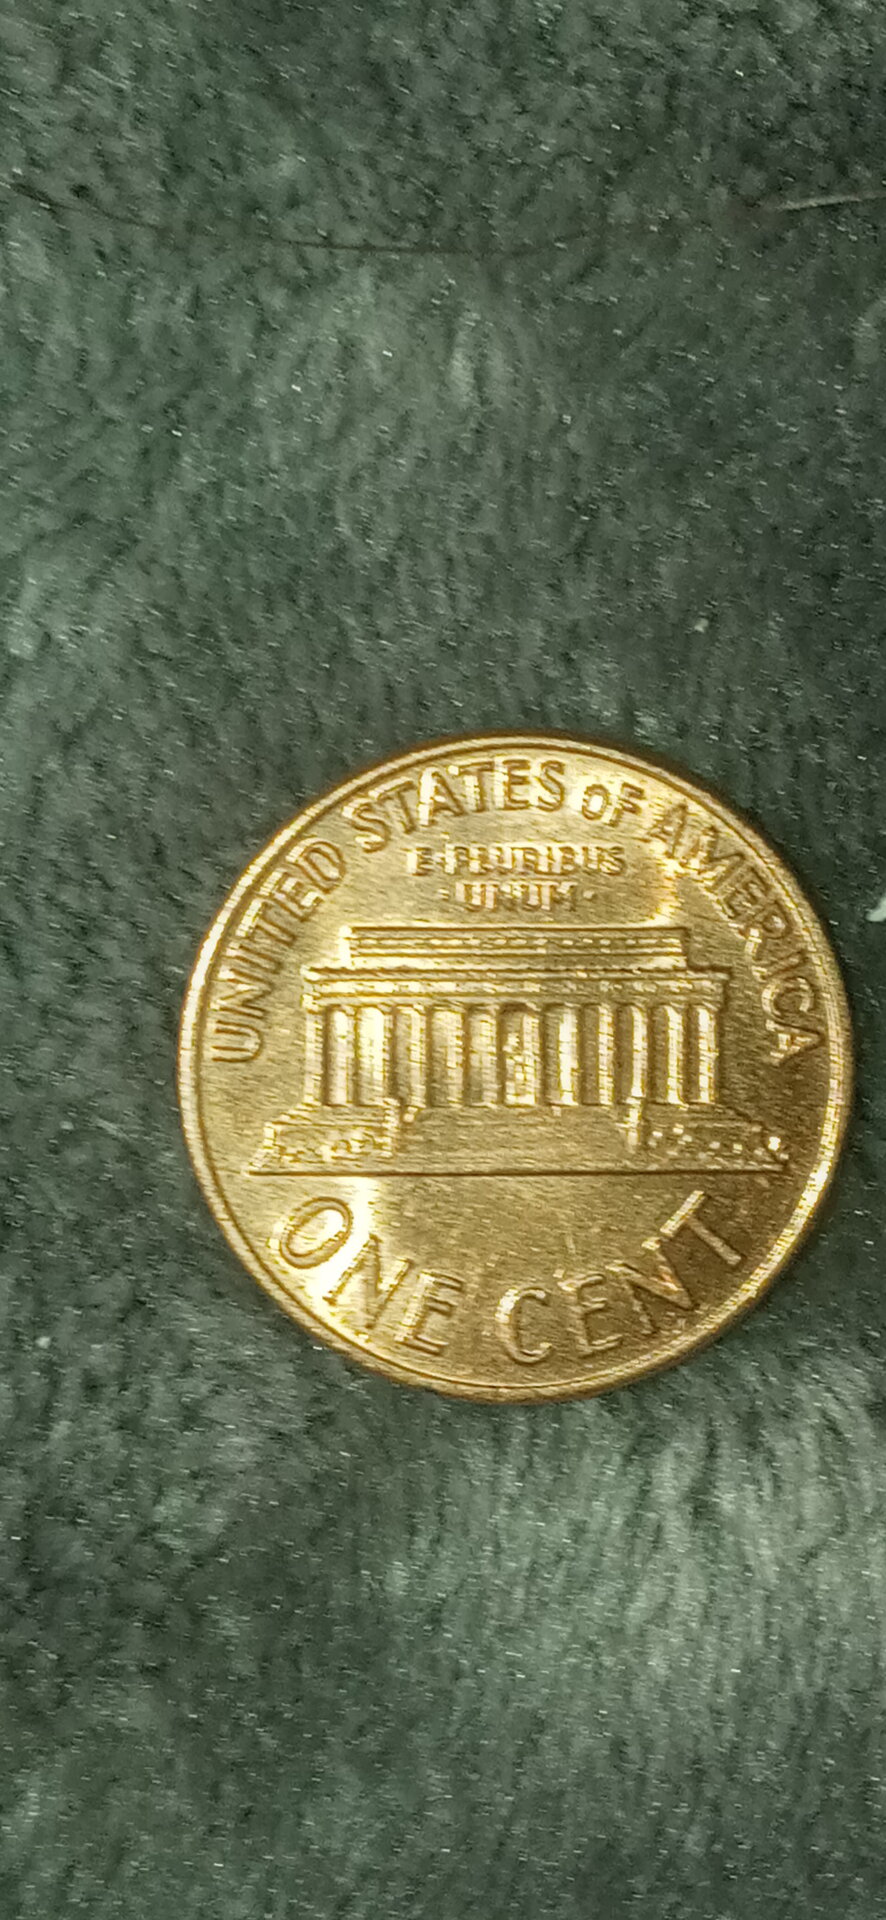 UNITED STATES OF AMERICA
E·PLURIBUS
·UNUM·
ONE CENT